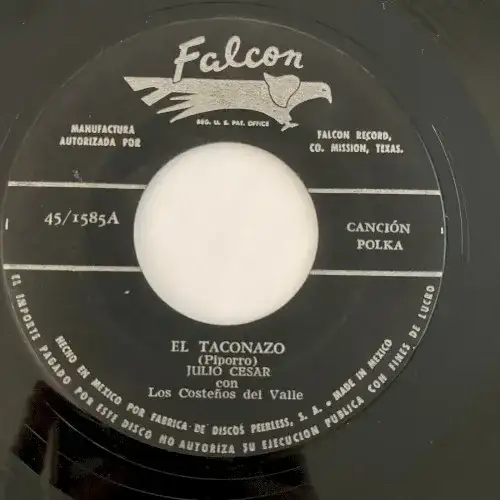 Falcon
REG. U. S. PAT. OFFICE
MANUFACTURA
AUTORIZADA POR
FALCON RECORD,
CO. MISSION, TEXAS.
45/1585A
CANCIÓN
POLKA
EL TACONAZO
(Piporro)
JULIO CESAR
con
Los Costeños del Valle
HECHO EN MEXICO POR FABRICA DE DISCOS PEERLESS, S. A. - MADE IN MEXICO
EL IMPORTE PAGADO POR ESTE DISCO NO AUTORIZA SU EJECUCION PUBLICA CON FINES DE LUCRO